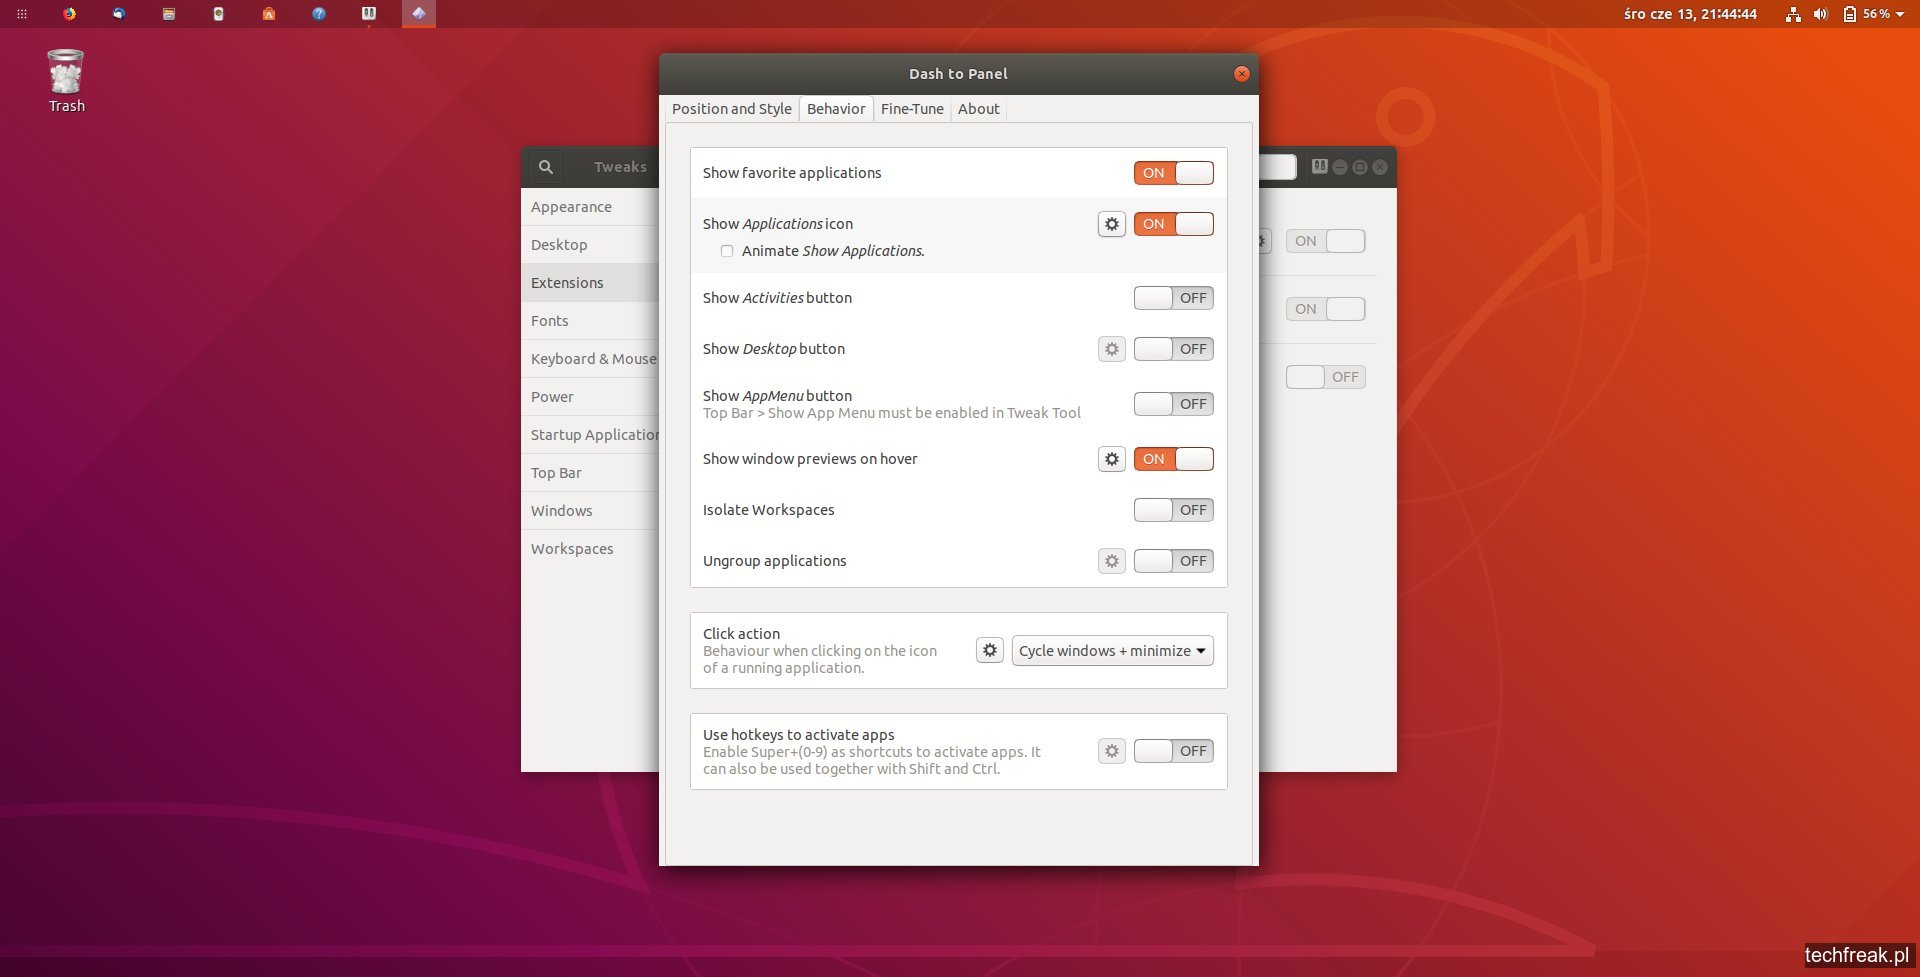 śro cze 13, 21:44:44
56 %
Trash
Dash to Panel
Position and Style
Behavior
Fine-Tune
About
Tweaks
Appearance
Desktop
Extensions
Fonts
Keyboard & Mouse
Power
Startup Application
Top Bar
Windows
Workspaces
Show favorite applications
ON
Show Applications icon
ON
Animate Show Applications.
Show Activities button
OFF
Show Desktop button
OFF
Show AppMenu button
Top Bar > Show App Menu must be enabled in Tweak Tool
OFF
Show window previews on hover
ON
Isolate Workspaces
OFF
Ungroup applications
OFF
Click action
Behaviour when clicking on the icon
of a running application.
Cycle windows + minimize
Use hotkeys to activate apps
Enable Super+(0-9) as shortcuts to activate apps. It
can also be used together with Shift and Ctrl.
OFF
ON
ON
OFF
techfreak.pl